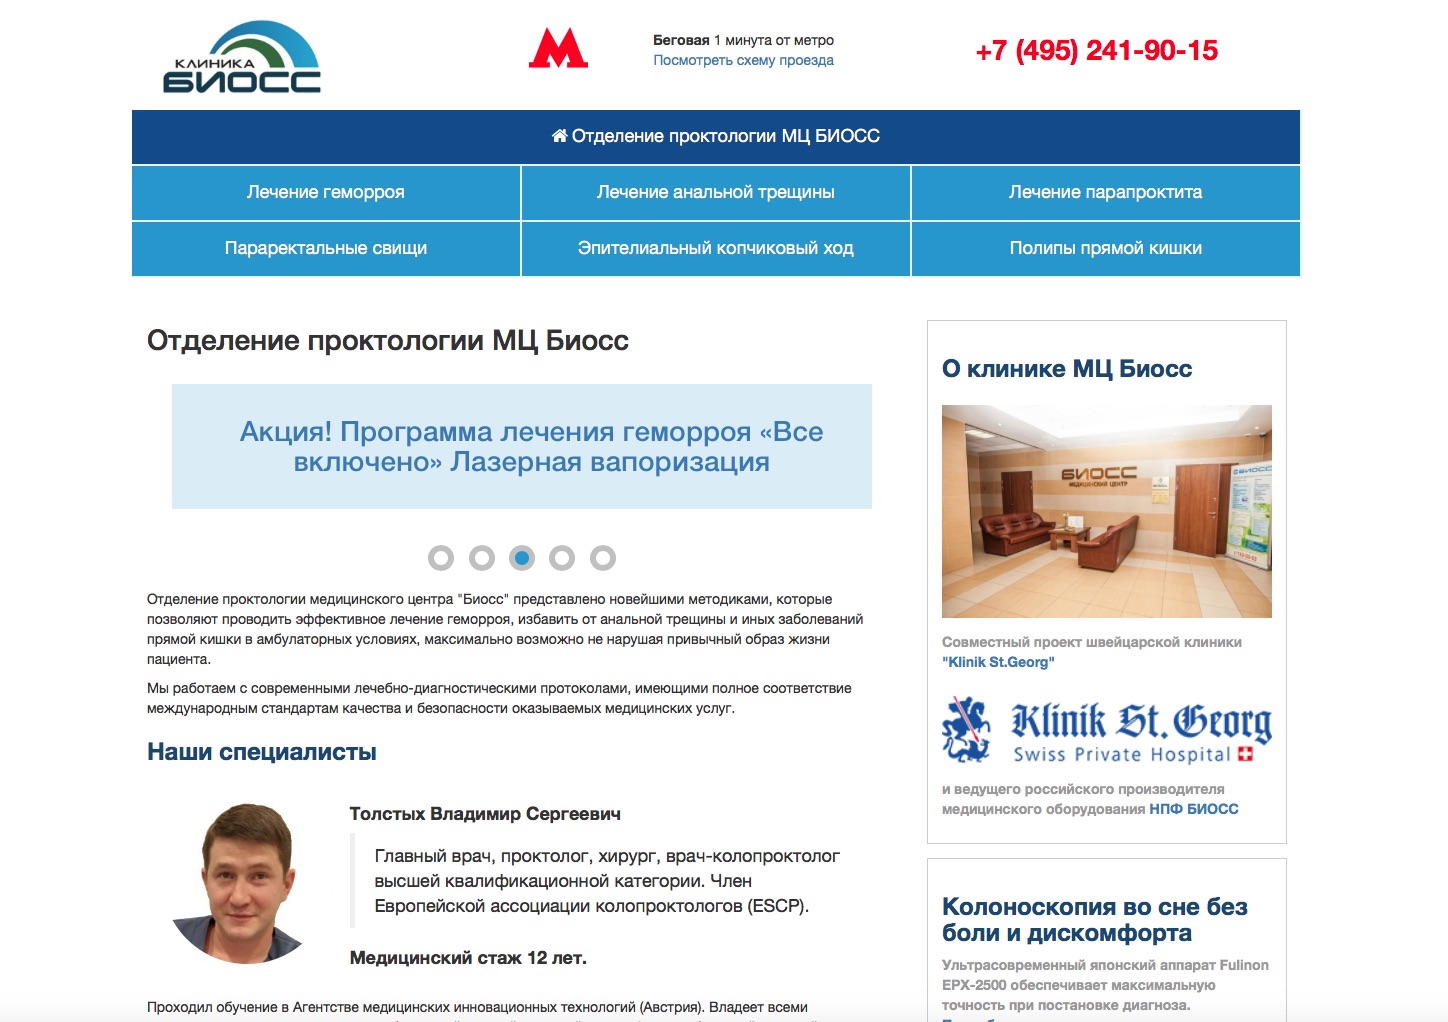 КЛИНИКА
БИОСС
Беговая 1 минута от метро
Посмотреть схему проезда
+7 (495) 241-90-15
Отделение проктологии МЦ БИОСС
Лечение геморроя
Лечение анальной трещины
Лечение парапроктита
Параректальные свищи
Эпителиальный копчиковый ход
Полипы прямой кишки
Отделение проктологии МЦ Биосс
Акция! Программа лечения геморроя «Все
включено» Лазерная вапоризация
Отделение проктологии медицинского центра "Биосс" представлено новейшими методиками, которые
позволяют проводить эффективное лечение геморроя, избавить от анальной трещины и иных заболеваний
прямой кишки в амбулаторных условиях, максимально возможно не нарушая привычный образ жизни
пациента.
Мы работаем с современными лечебно-диагностическими протоколами, имеющими полное соответствие
международным стандартам качества и безопасности оказываемых медицинских услуг.
Наши специалисты
Толстых Владимир Сергеевич
Главный врач, проктолог, хирург, врач-колопроктолог
высшей квалификационной категории. Член
Европейской ассоциации колопроктологов (ESCP).
Медицинский стаж 12 лет.
Проходил обучение в Агентстве медицинских инновационных технологий (Австрия). Владеет всеми
О клинике МЦ Биосс
БИОСС
МЕДИЦИНСКИЙ ЦЕНТР
БИОСС
Совместный проект швейцарской клиники
"Klinik St.Georg"
Klinik St. Georg
Swiss Private Hospital
и ведущего российского производителя
медицинского оборудования НПФ БИОСС
Колоноскопия во сне без
боли и дискомфорта
Ультрасовременный японский аппарат Fulinon
EPX-2500 обеспечивает максимальную
точность при постановке диагноза.